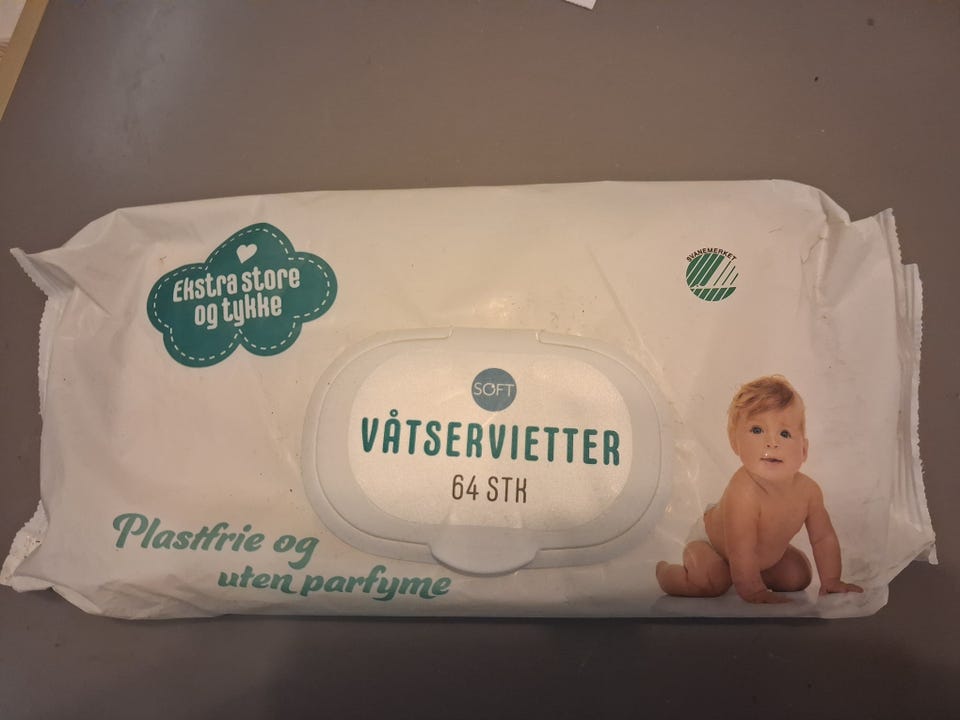 Ekstra store
og tykke
SVANEMERKET
SOFT
VÅTSERVIETTER
64 STK
Plastfrie og
uten parfyme